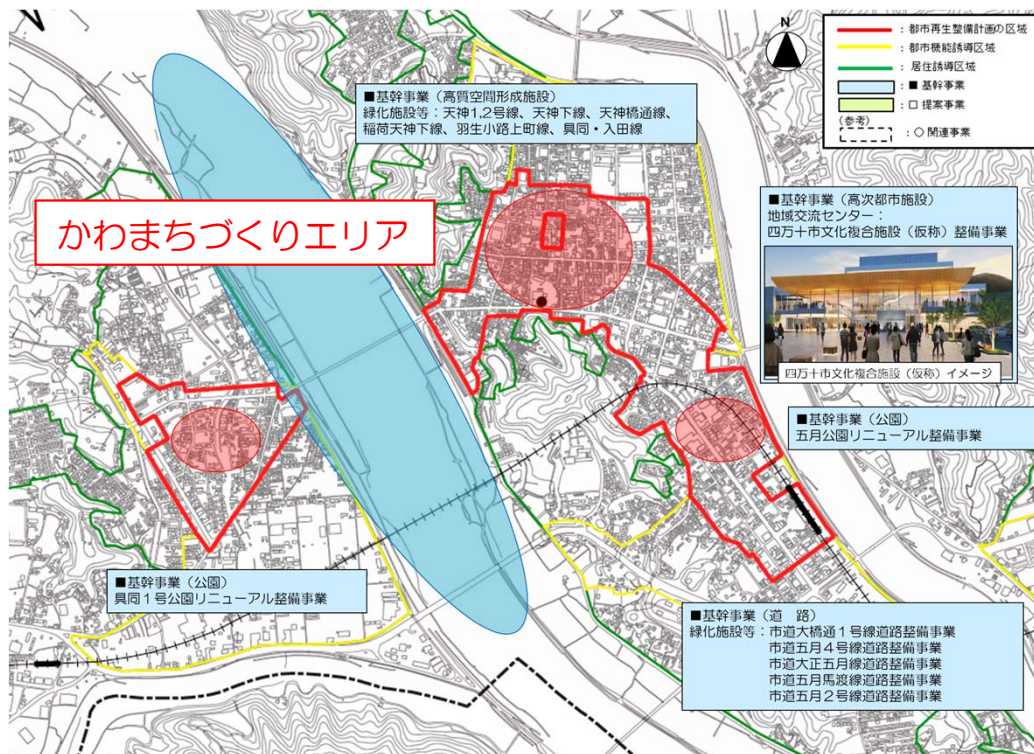 N
：都市再生整備計画の区域
：都市機能誘導区域
：居住誘導区域
：■ 基幹事業
：□ 提案事業
(参考)
：○ 関連事業
■基幹事業（高質空間形成施設）
緑化施設等：天神1,2号線、天神下線、天神橋通線、
稲荷天神下線、羽生小路上町線、具同・入田線
かわまちづくりエリア
■基幹事業（高次都市施設）
地域交流センター：
四万十市文化複合施設（仮称）整備事業
四万十市文化複合施設（仮称）イメージ
■基幹事業（公園）
五月公園リニューアル整備事業
■基幹事業（公園）
具同１号公園リニューアル整備事業
■基幹事業（道　路）
緑化施設等：市道大橋通１号線道路整備事業
市道五月４号線道路整備事業
市道大正五月線道路整備事業
市道五月馬渡線道路整備事業
市道五月２号線道路整備事業